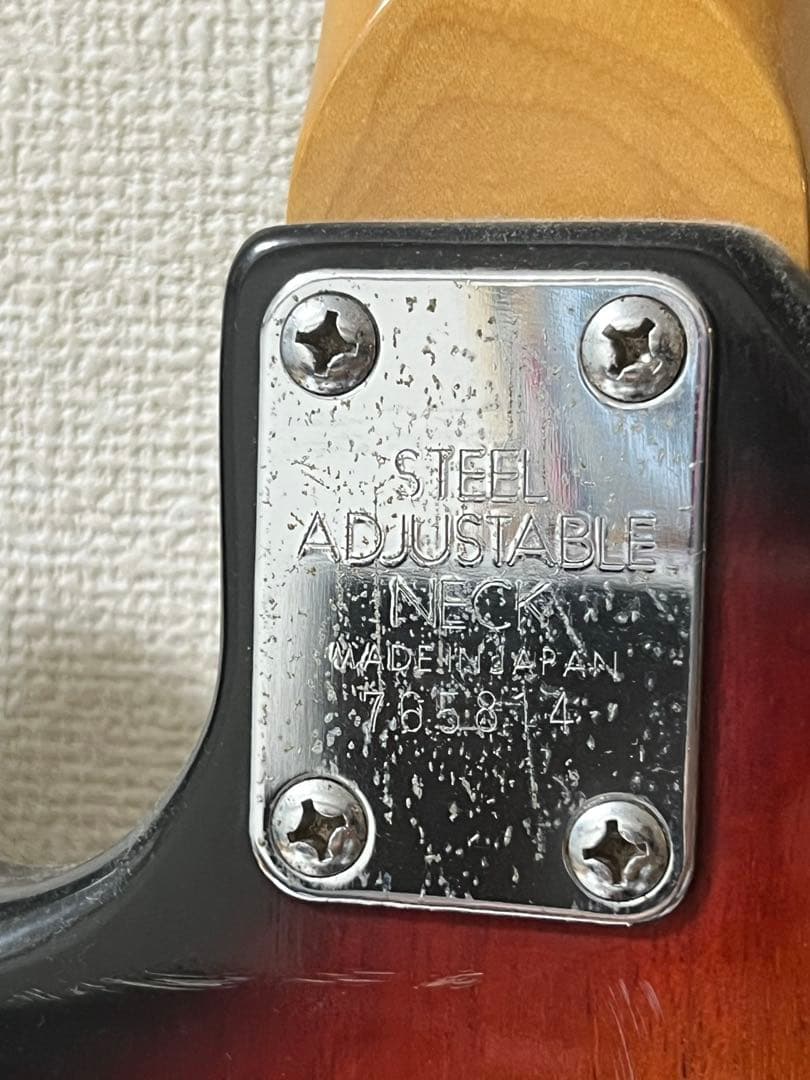 STEEL
ADJUSTABLE
NECK
MADE IN JAPAN
765814